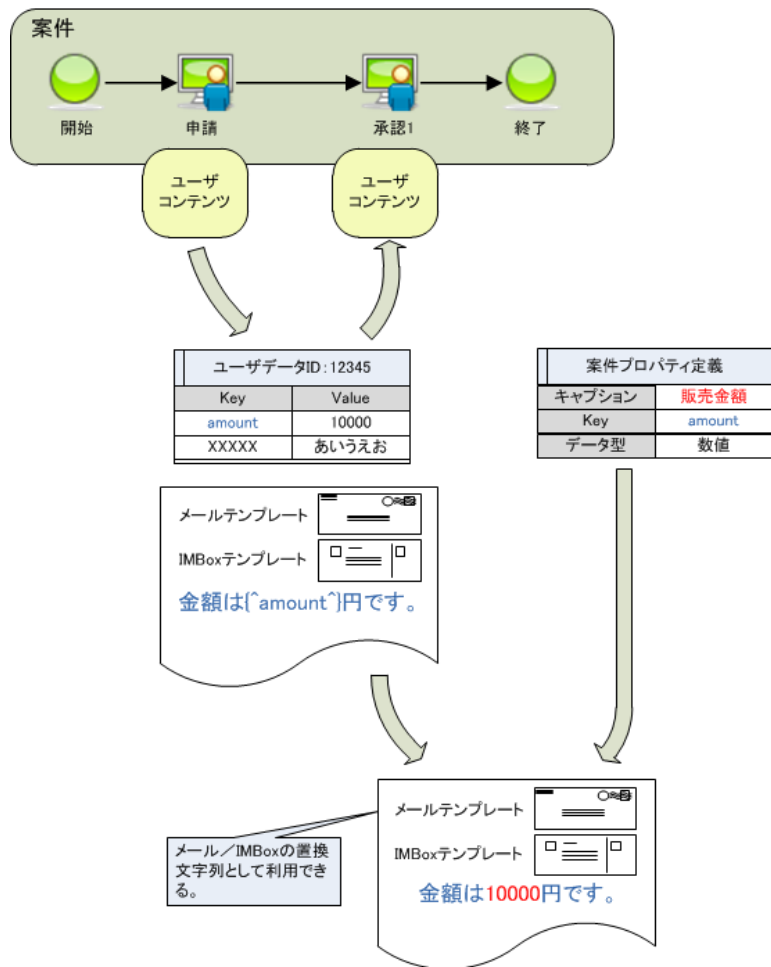 案件
開始
申請
承認1
終了
ユーザ
コンテンツ
ユーザ
コンテンツ
ユーザデータID:12345
Key
Value
amount
10000
XXXXX
あいうえお
案件プロパティ定義
キャプション
販売金額
Key
amount
データ型
数値
メールテンプレート
IMBoxテンプレート
金額は{^amount^}円です。
メールテンプレート
IMBoxテンプレート
金額は10000円です。
メール/IMBoxの置換
文字列として利用でき
る。